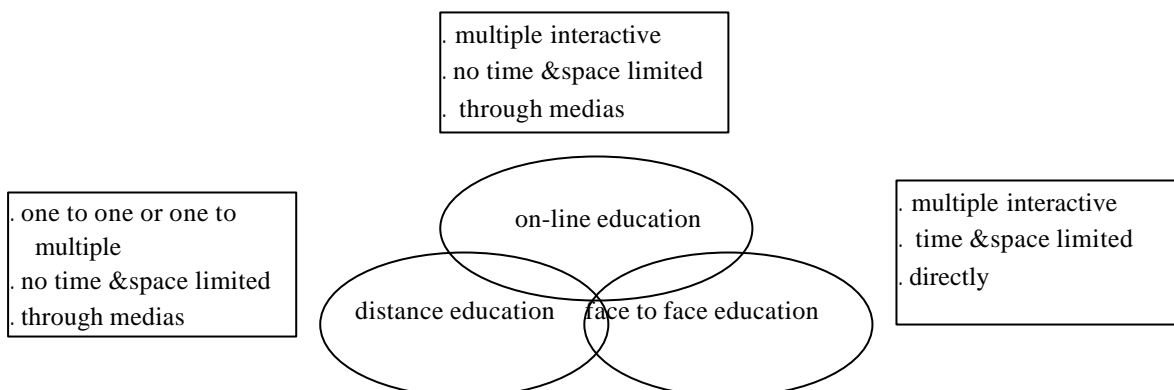 . multiple interactive
. no time &space limited
. through medias
. one to one or one to
multiple
. no time &space limited
. through medias
. multiple interactive
. time &space limited
. directly
on-line education
distance education
face to face education